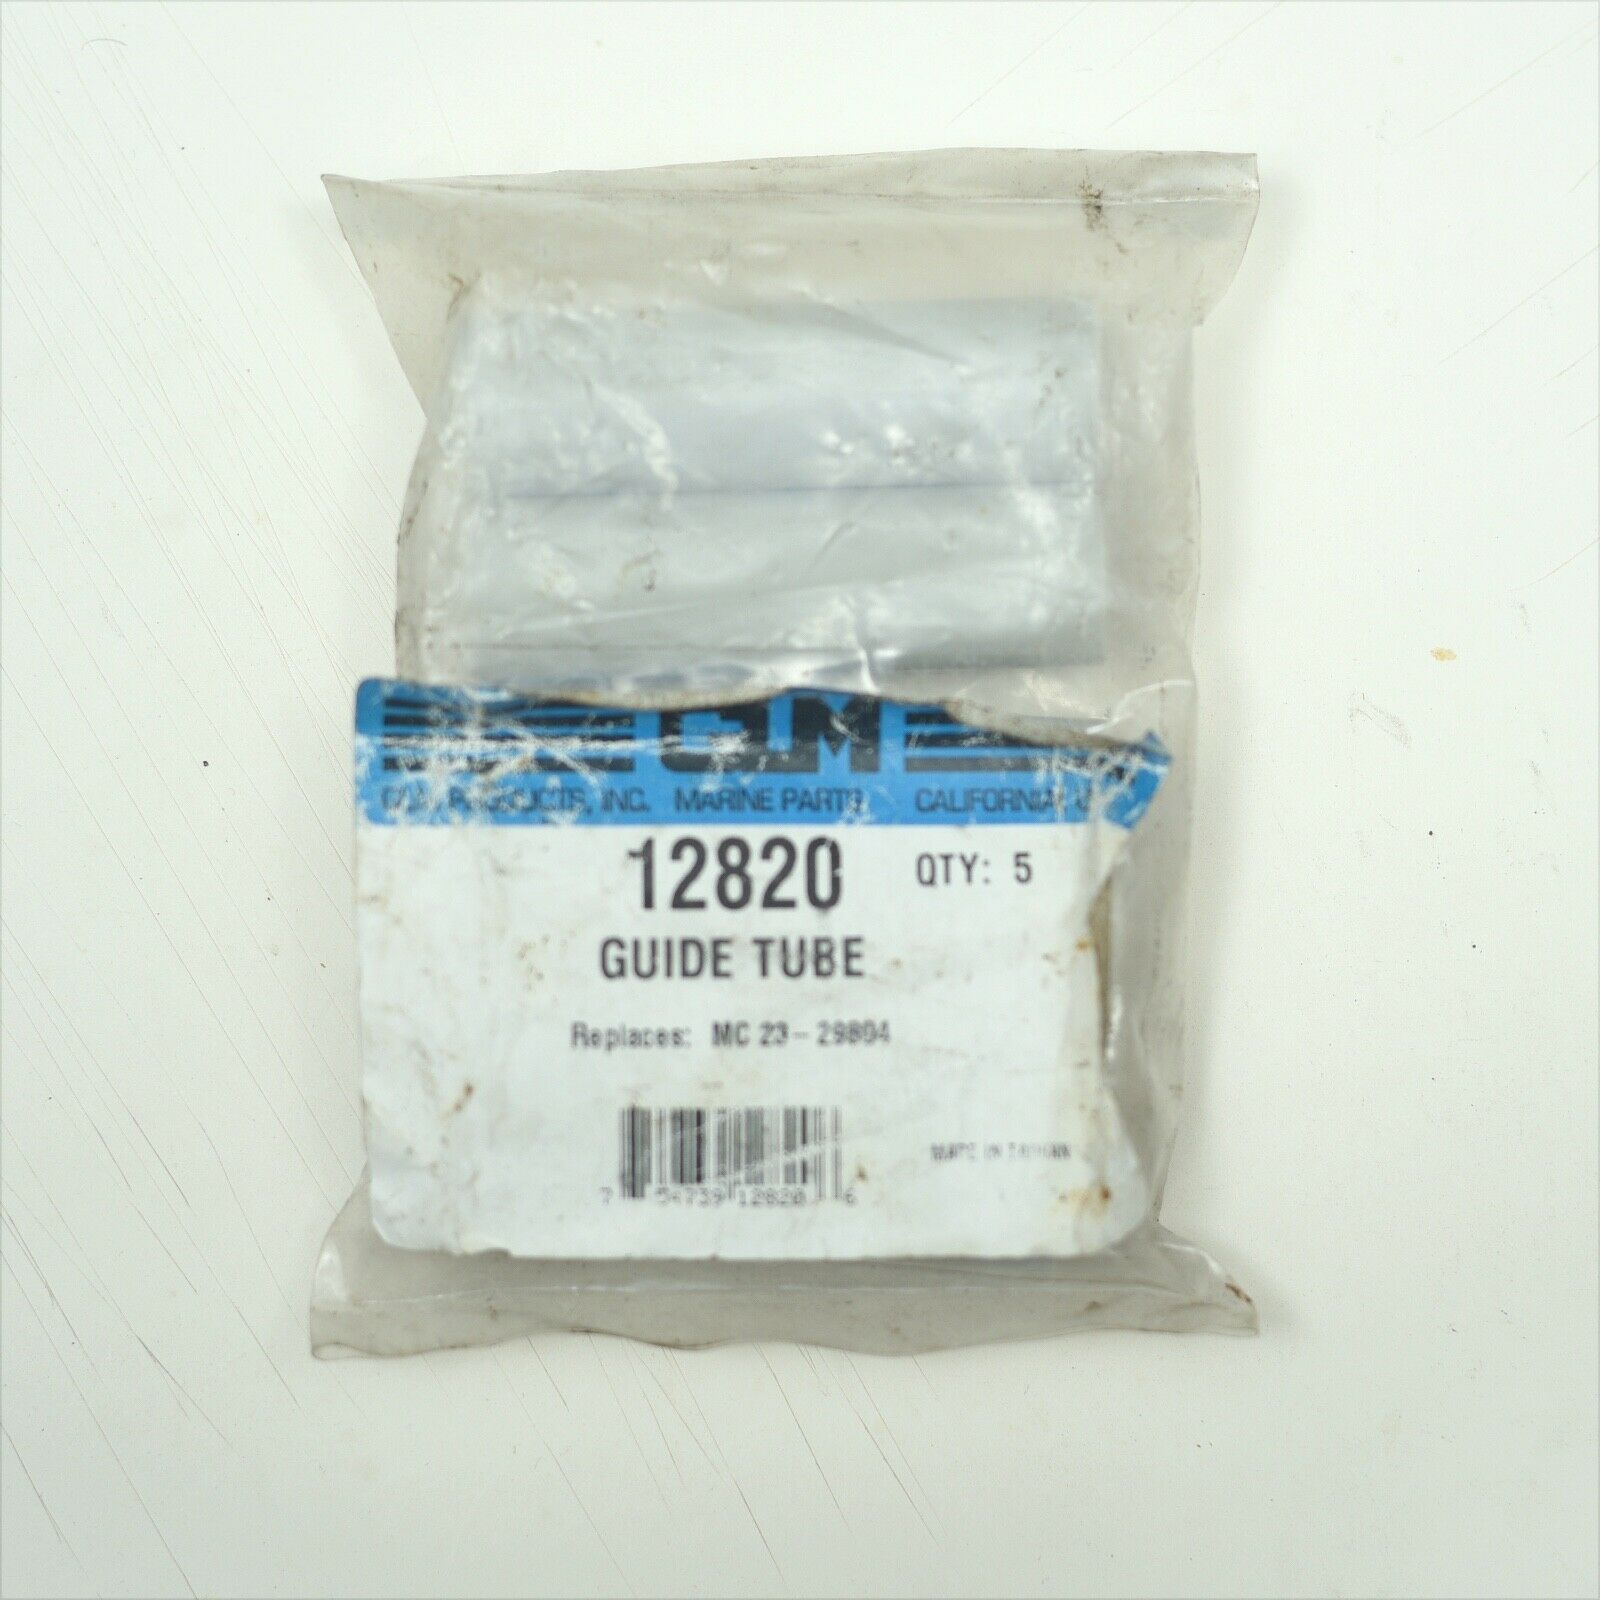 GLM
G.L.M. PRODUCTS, INC. MARINE PARTS CALIFORNIA,
12820 QTY: 5
GUIDE TUBE
Replaces: MC 23-29804
MADE IN TAIWAN
7 54739 12820 6